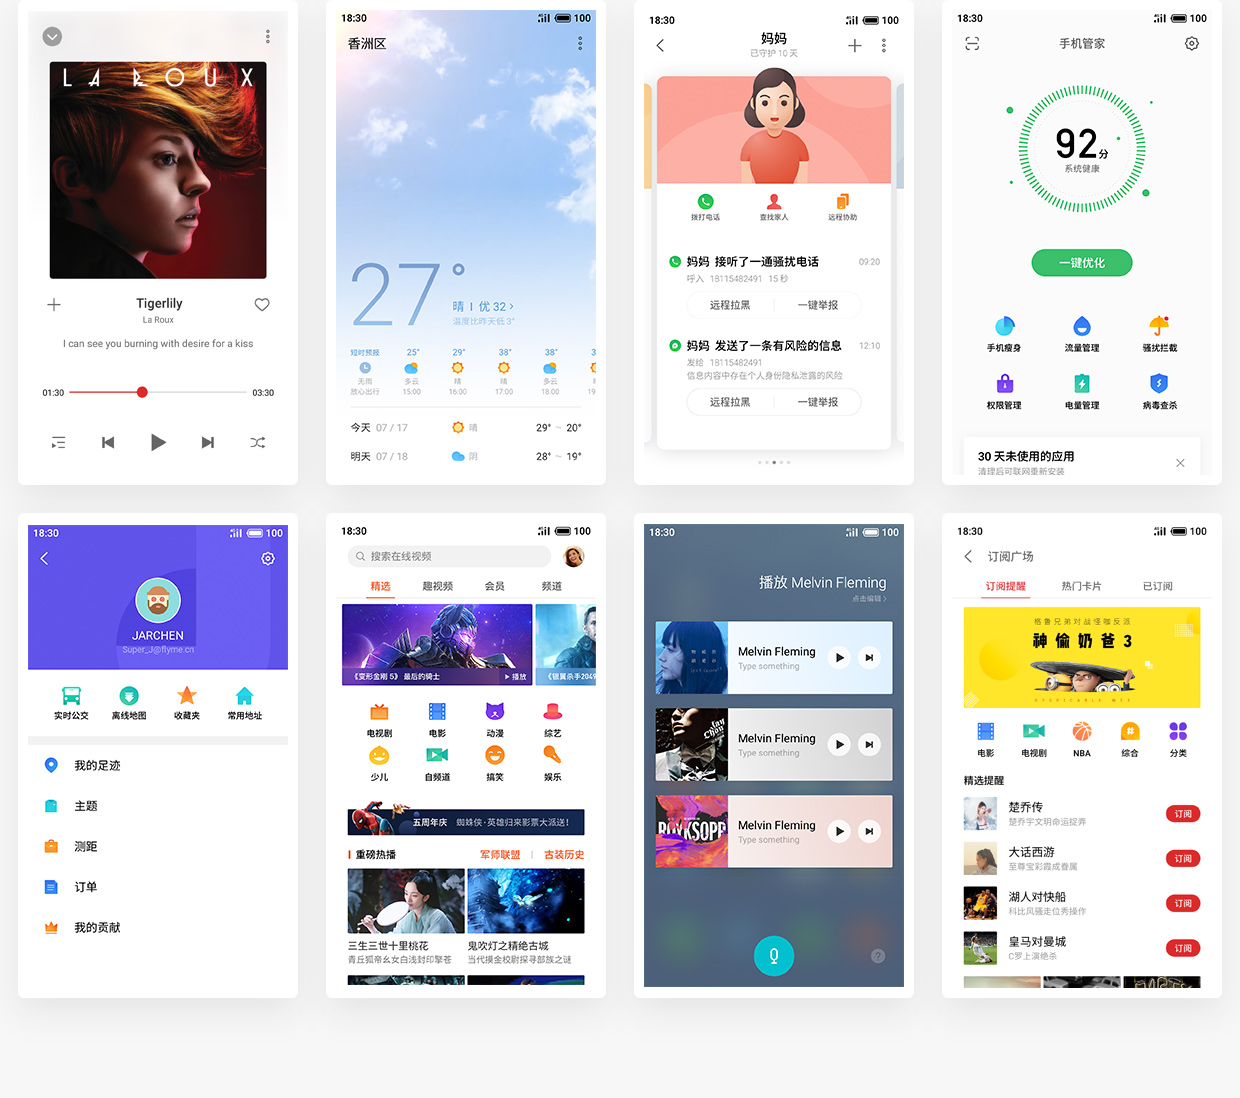 LA ROUX
Tigerlily
La Roux
I can see you burning with desire for a kiss
01:30
03:30
18:30
100
香洲区
27°
晴 | 优 32 >
温度比昨天低 3°
短时预报 25° 29° 38° 38° 3
无雨 多云 晴 晴 多云
放心出行 15:00 16:00 17:00 18:00 19
今天 07 / 17 晴 29° ~ 20°
明天 07 / 18 阴 28° ~ 19°
18:30
100
妈妈
已守护 10 天
拨打电话 查找家人 远程协助
妈妈 接听了一通骚扰电话 09:20
呼入 18115482491 15 秒
远程拉黑 一键举报
妈妈 发送了一条有风险的信息 12:10
发给 18115482491
信息内容中存在个人身份隐私泄露的风险
远程拉黑 一键举报
18:30
100
手机管家
92分
系统健康
一键优化
手机瘦身 流量管理 骚扰拦截
权限管理 电量管理 病毒查杀
30 天未使用的应用
清理后可联网重新安装
18:30
100
JARCHEN
Super_J@flyme.cn
实时公交 离线地图 收藏夹 常用地址
我的足迹
主题
测距
订单
我的贡献
18:30
100
搜索在线视频
精选 趣视频 会员 频道
《变形金刚 5》 最后的骑士 播放
《银翼杀手2049
电视剧 电影 动漫 综艺
少儿 自频道 搞笑 娱乐
五周年庆 蜘蛛侠·英雄归来影票大派送!
重磅热播 军师联盟 | 古装历史
三生三世十里桃花 鬼吹灯之精绝古城
青丘狐帝幺女白浅封印擎苍 当代摸金校尉探寻部族之谜
18:30
100
播放 Melvin Fleming
点击编辑 >
Melvin Fleming
Type something
Jay Chou
Melvin Fleming
Type something
RÖYKSOPP
Melvin Fleming
Type something
?
18:30
100
订阅广场
订阅提醒 热门卡片 已订阅
格鲁兄弟对战怪咖反派
神偷奶爸3
DESPICABLE ME3
电影 电视剧 NBA 综合 分类
精选提醒
楚乔传
楚乔宇文玥命运捉弄
订阅
大话西游
至尊宝彩霞成眷属
订阅
湖人对快船
科比风骚走位秀操作
订阅
皇马对曼城
C罗上演绝杀
订阅